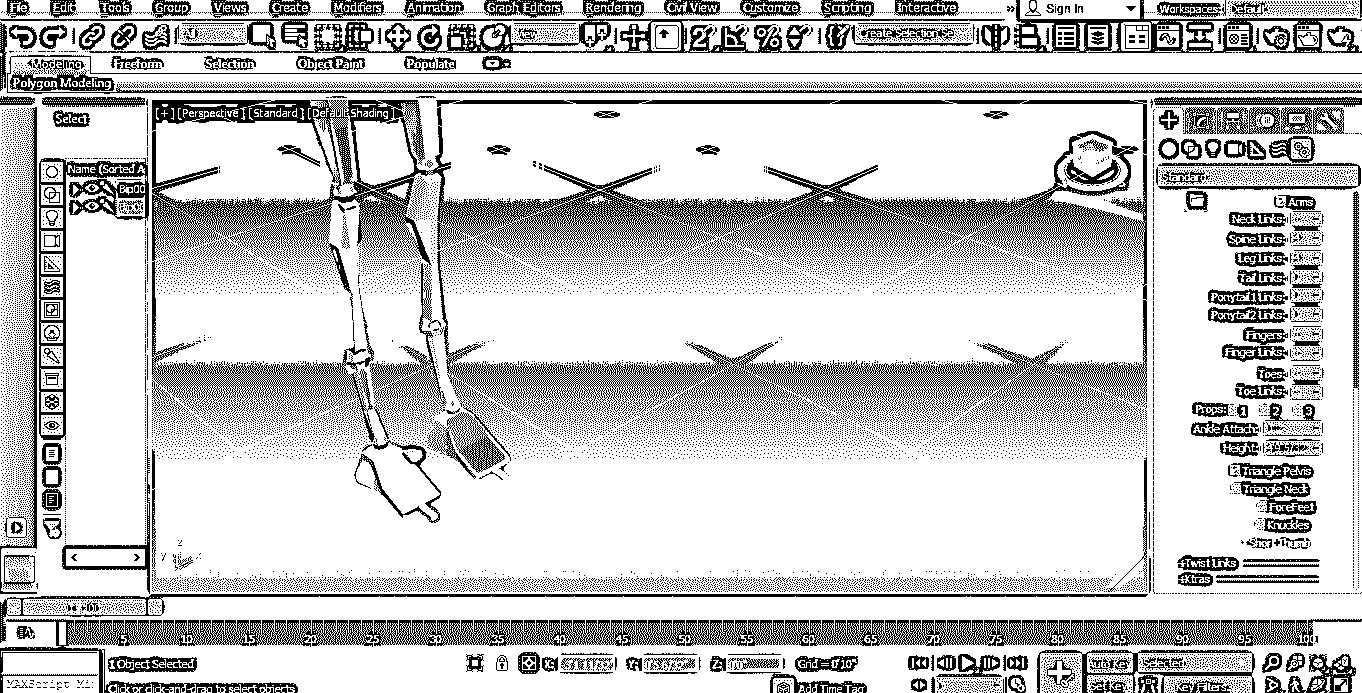 File Edit Tools Group Views Create Modifiers Animation Graph Editors Rendering Civil View Customize Scripting Interactive Sign In Workspaces: Default
Create Selection Se
Modeling Freeform Selection Object Paint Populate
Polygon Modeling
Select
[+] [Perspective] [Standard] [Default Shading]
Name (Sorted A
Bip00
Standard
Arms
Neck Links:
Spine Links:
Leg Links:
Tail Links:
Ponytail1 Links:
Ponytail2 Links:
Fingers:
Finger Links:
Toes:
Toe Links:
Props: 1 2 3
Ankle Attach:
Height:
Triangle Pelvis
Triangle Neck
ForeFeet
Knuckles
+Twist Links
+Xtras
5 10 15 20 25 30 35 40 45 50 55 60 65 70 75 80 85 90 95 100
1 Object Selected
X: Y: Z: Grid = 0'10"
Auto Key Selected
MAXScript Mi
Click or click-and-drag to select objects
Add Time Tag
Set Key Key Filters